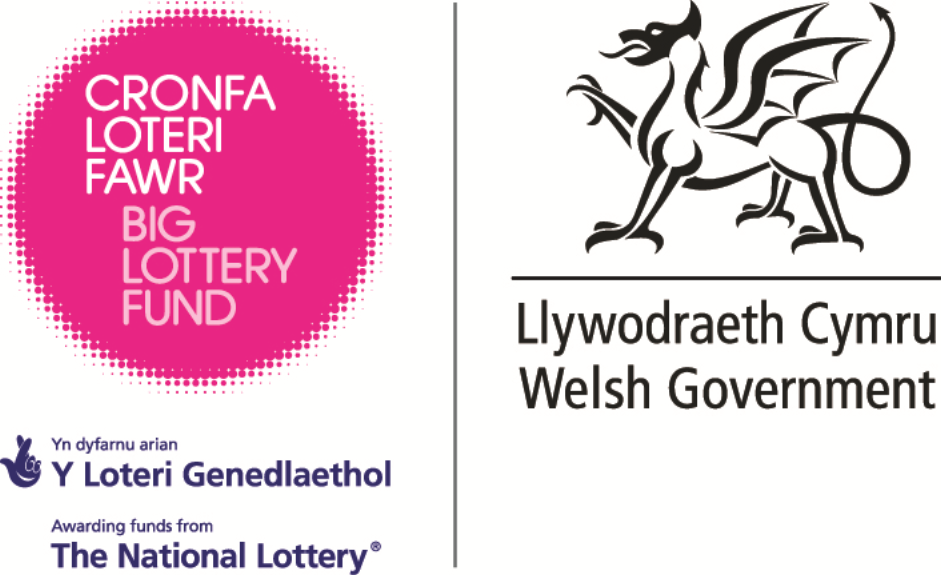 CRONFA
LOTERI
FAWR
BIG
LOTTERY
FUND
Yn dyfarnu arian
Y Loteri Genedlaethol
Awarding funds from
The National Lottery®
Llywodraeth Cymru
Welsh Government